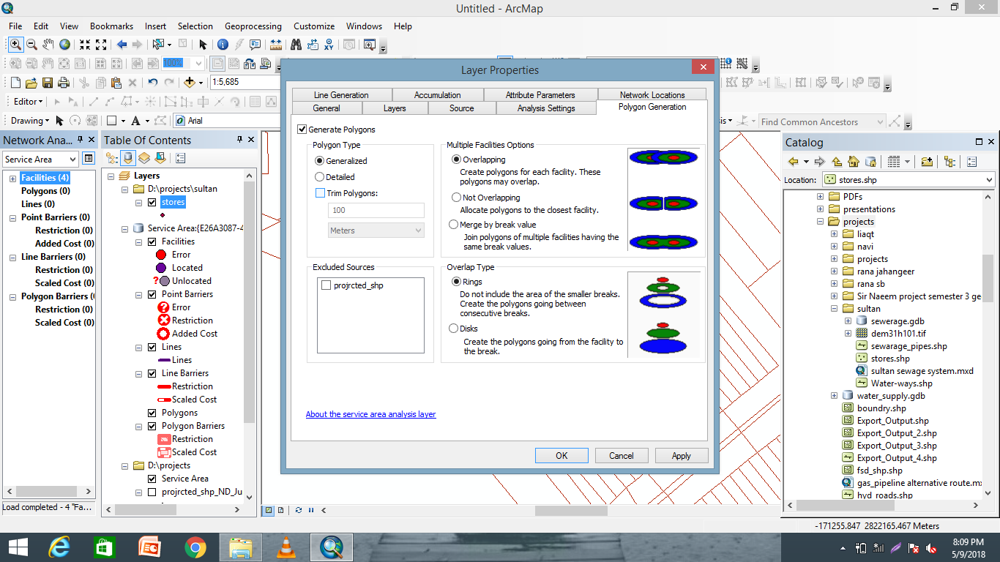 Untitled - ArcMap
File Edit View Bookmarks Insert Selection Geoprocessing Customize Windows Help
100%
1:5,685
Editor
Drawing
Arial
Find Common Ancestors
Network Ana...
Service Area
Facilities (4)
Polygons (0)
Lines (0)
Point Barriers (0)
Restriction (0)
Added Cost (0)
Line Barriers (0)
Restriction (0)
Scaled Cost (0)
Polygon Barriers (
Restriction (0)
Scaled Cost (0)
Load completed - 4 "Fa...
Table Of Contents
Layers
D:\projects\sultan
stores
Service Area:{E26A3087-4
Facilities
Error
Located
Unlocated
Point Barriers
Error
Restriction
Added Cost
Lines
Lines
Line Barriers
Restriction
Scaled Cost
Polygons
Polygon Barriers
Restriction
Scaled Cost
D:\projects
Service Area
projrcted_shp_ND_Ju
Layer Properties
Line Generation Accumulation Attribute Parameters Network Locations
General Layers Source Analysis Settings Polygon Generation
Generate Polygons
Polygon Type
Generalized
Detailed
Trim Polygons:
100
Meters
Excluded Sources
projrcted_shp
Multiple Facilities Options
Overlapping
Create polygons for each facility. These
polygons may overlap.
Not Overlapping
Allocate polygons to the closest facility.
Merge by break value
Join polygons of multiple facilities having the
same break values.
Overlap Type
Rings
Do not include the area of the smaller breaks.
Create the polygons going between
consecutive breaks.
Disks
Create the polygons going from the facility to
the break.
About the service area analysis layer
OK Cancel Apply
Catalog
Location: stores.shp
PDFs
presentations
projects
liaqt
navi
projects
rana jahangeer
rana sb
Sir Naeem project semester 3 ge
sultan
sewerage.gdb
dem31h101.tif
sewarage_pipes.shp
stores.shp
sultan sewage system.mxd
Water-ways.shp
water_supply.gdb
boundry.shp
Export_Output.shp
Export_Output_2.shp
Export_Output_3.shp
Export_Output_4.shp
fsd_shp.shp
gas_pipeline alternative route.mx
hyd_roads.shp
-171255.847 2822165.467 Meters
8:09 PM
5/9/2018